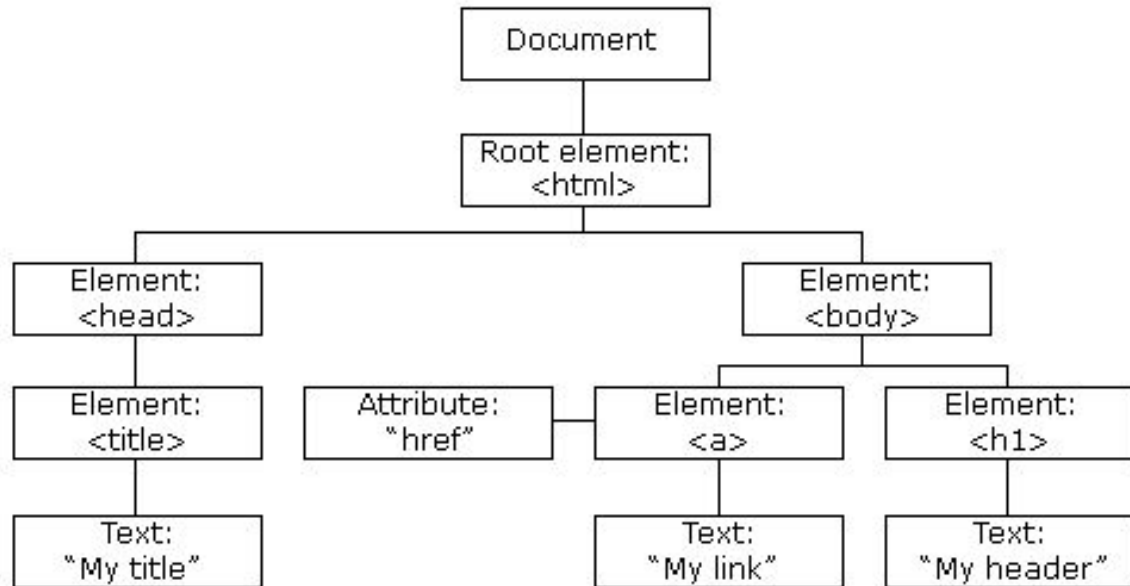 Document
Root element:
<html>
Element:
<head>
Element:
<body>
Element:
<title>
Attribute:
“href”
Element:
<a>
Element:
<h1>
Text:
“My title”
Text:
“My link”
Text:
“My header”